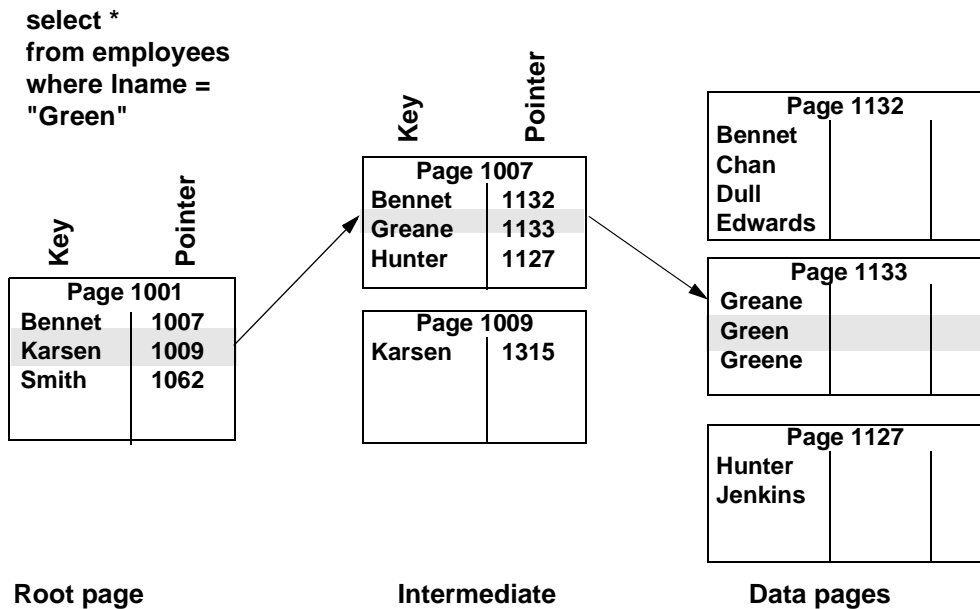 select *
from employees
where lname =
"Green"
Key
Pointer
Page 1001
Bennet 1007
Karsen 1009
Smith 1062
Root page
Key
Pointer
Page 1007
Bennet 1132
Greane 1133
Hunter 1127
Page 1009
Karsen 1315
Intermediate
Page 1132
Bennet
Chan
Dull
Edwards
Page 1133
Greane
Green
Greene
Page 1127
Hunter
Jenkins
Data pages